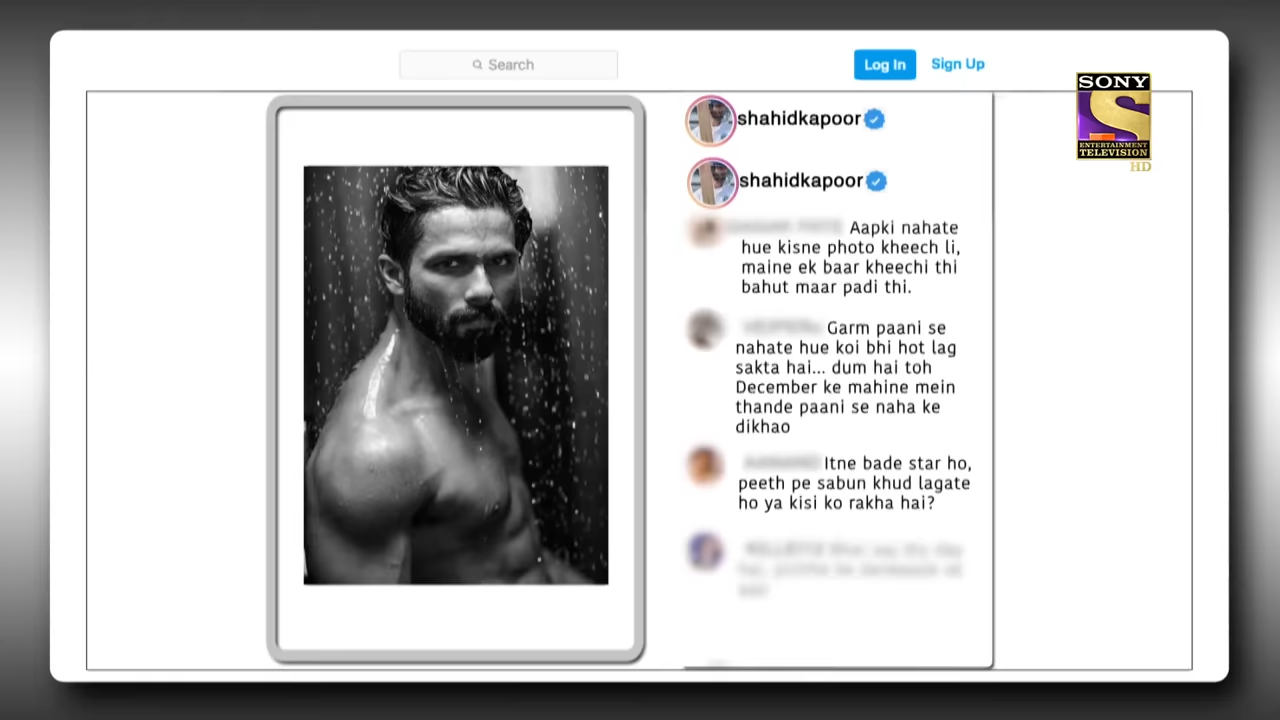 Search
Log In
Sign Up
SONY
ENTERTAINMENT
TELEVISION
HD
shahidkapoor
shahidkapoor
Aapki nahate
hue kisne photo kheech li,
maine ek baar kheechi thi
bahut maar padi thi.
Garm paani se
nahate hue koi bhi hot lag
sakta hai... dum hai toh
December ke mahine mein
thande paani se naha ke
dikhao
Itne bade star ho,
peeth pe sabun khud lagate
ho ya kisi ko rakha hai?